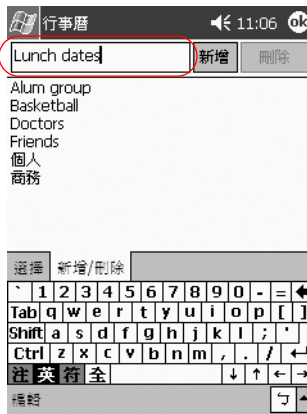 行事曆 11:06 ok
Lunch dates 新增 刪除
Alum group
Basketball
Doctors
Friends
個人
商務
選擇 新增/刪除
` 1 2 3 4 5 6 7 8 9 0 - =
Tab q w e r t y u i o p [ ]
Shift a s d f g h j k l ; '
Ctrl z x c v b n m , . /
注 英 符 全
編輯 ㄅ